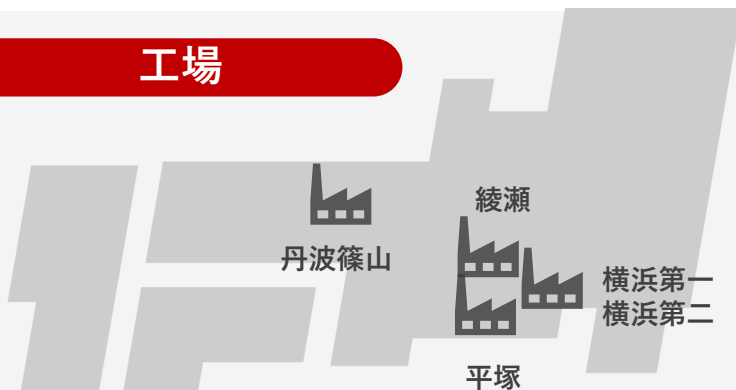 工場
綾瀬
丹波篠山
横浜第一
横浜第二
平塚